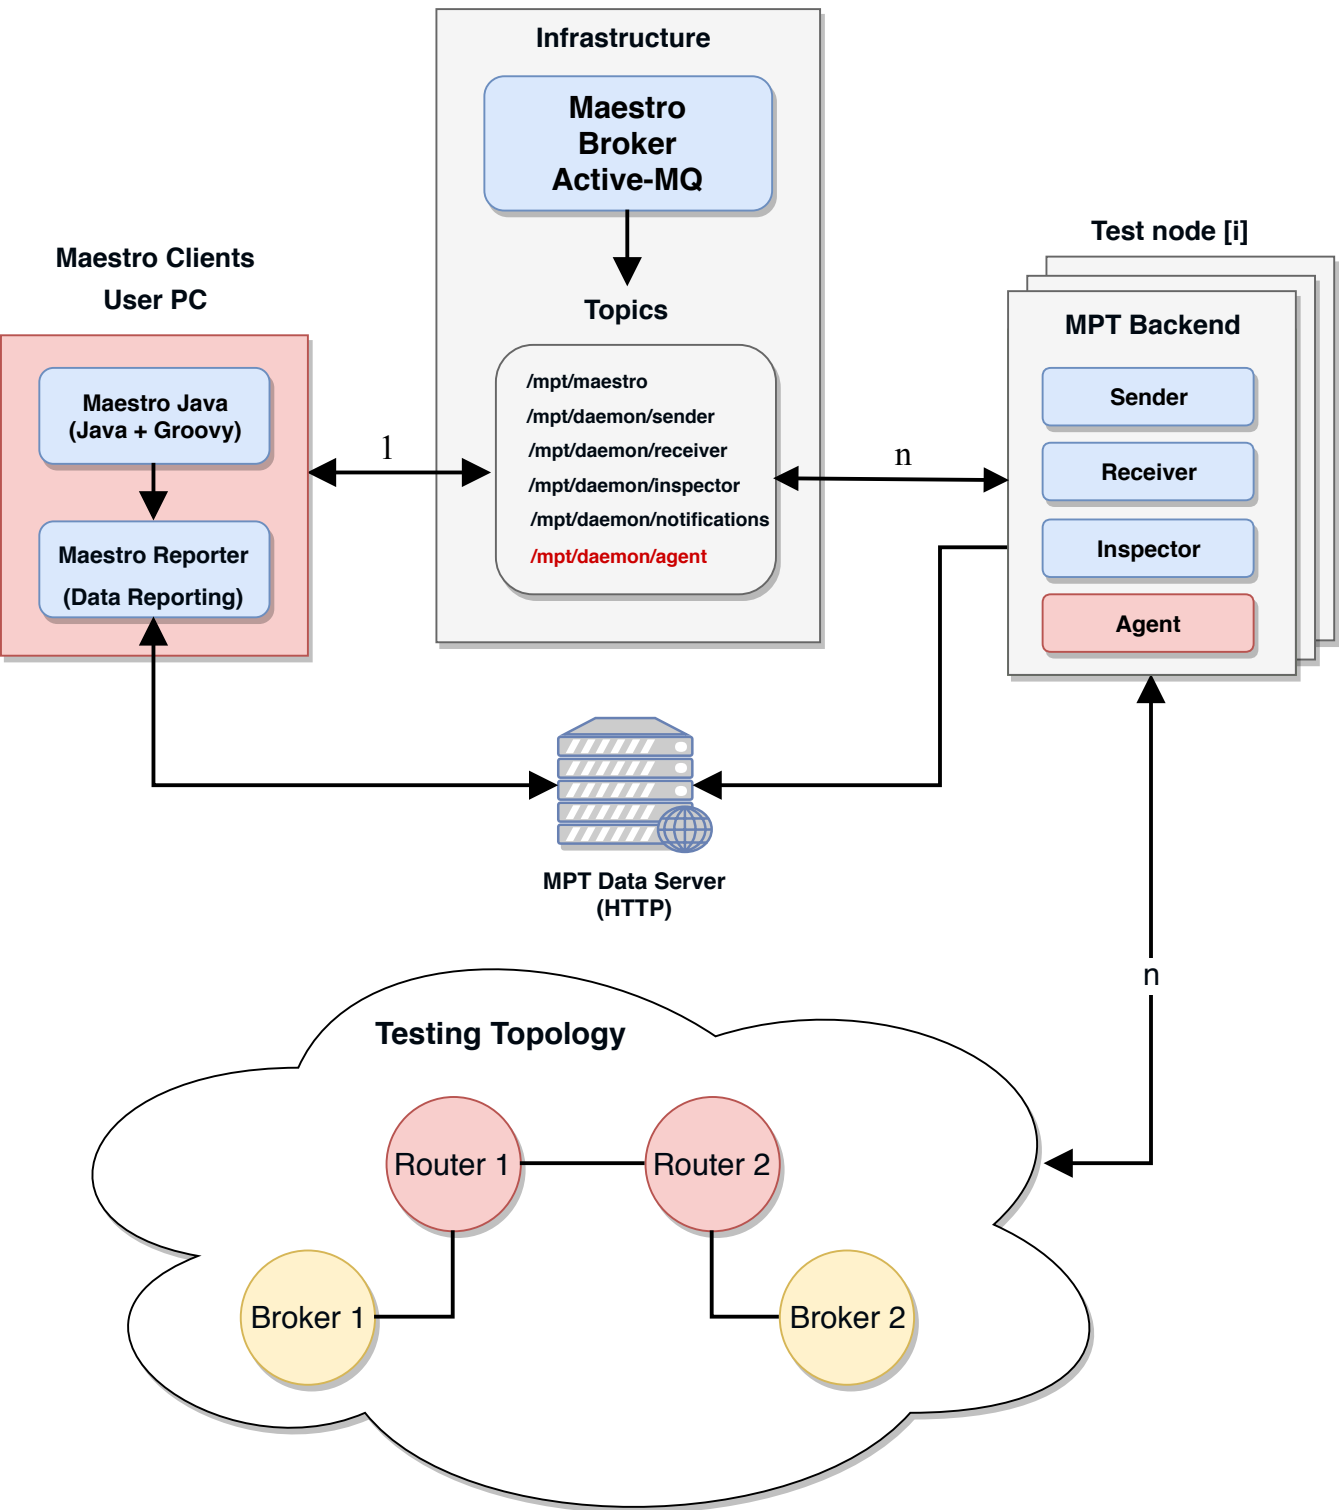 Infrastructure
Maestro
Broker
Active-MQ
Topics
/mpt/maestro
/mpt/daemon/sender
/mpt/daemon/receiver
/mpt/daemon/inspector
/mpt/daemon/notifications
/mpt/daemon/agent
Maestro Clients
User PC
Maestro Java
(Java + Groovy)
Maestro Reporter
(Data Reporting)
1
n
Test node [i]
MPT Backend
Sender
Receiver
Inspector
Agent
MPT Data Server
(HTTP)
n
Testing Topology
Router 1
Router 2
Broker 1
Broker 2